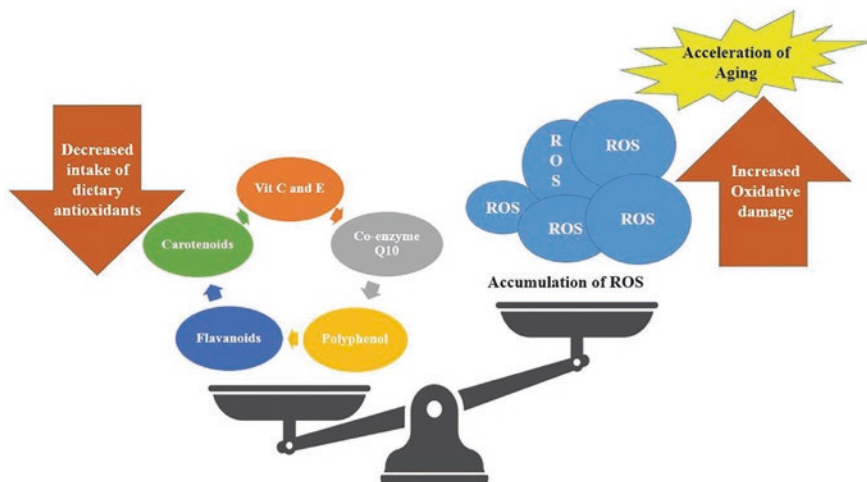 Decreased
intake of
dietary
antioxidants
Vit C and E
Carotenoids
Co-enzyme
Q10
Flavanoids
Polyphenol
Acceleration of
Aging
R
O
S
ROS
ROS
ROS
ROS
Increased
Oxidative
damage
Accumulation of ROS